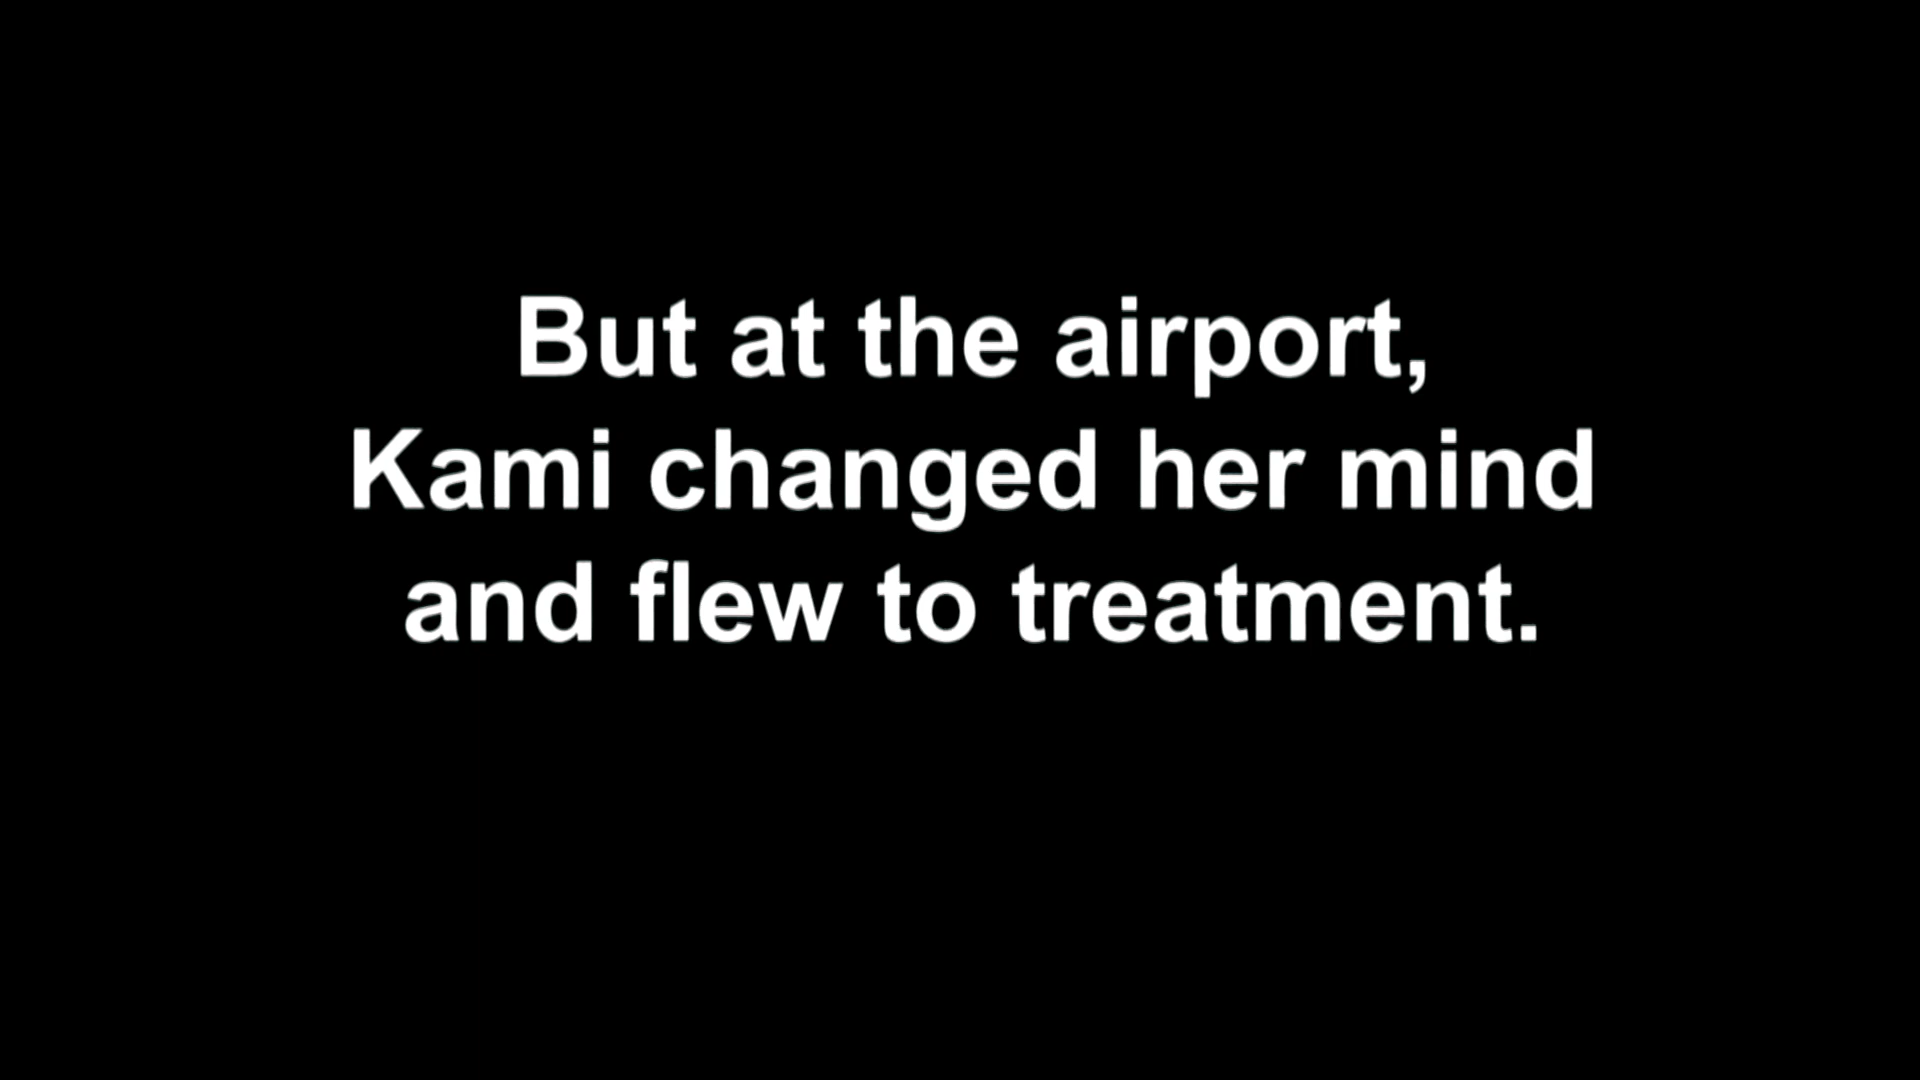 But at the airport,
Kami changed her mind
and flew to treatment.